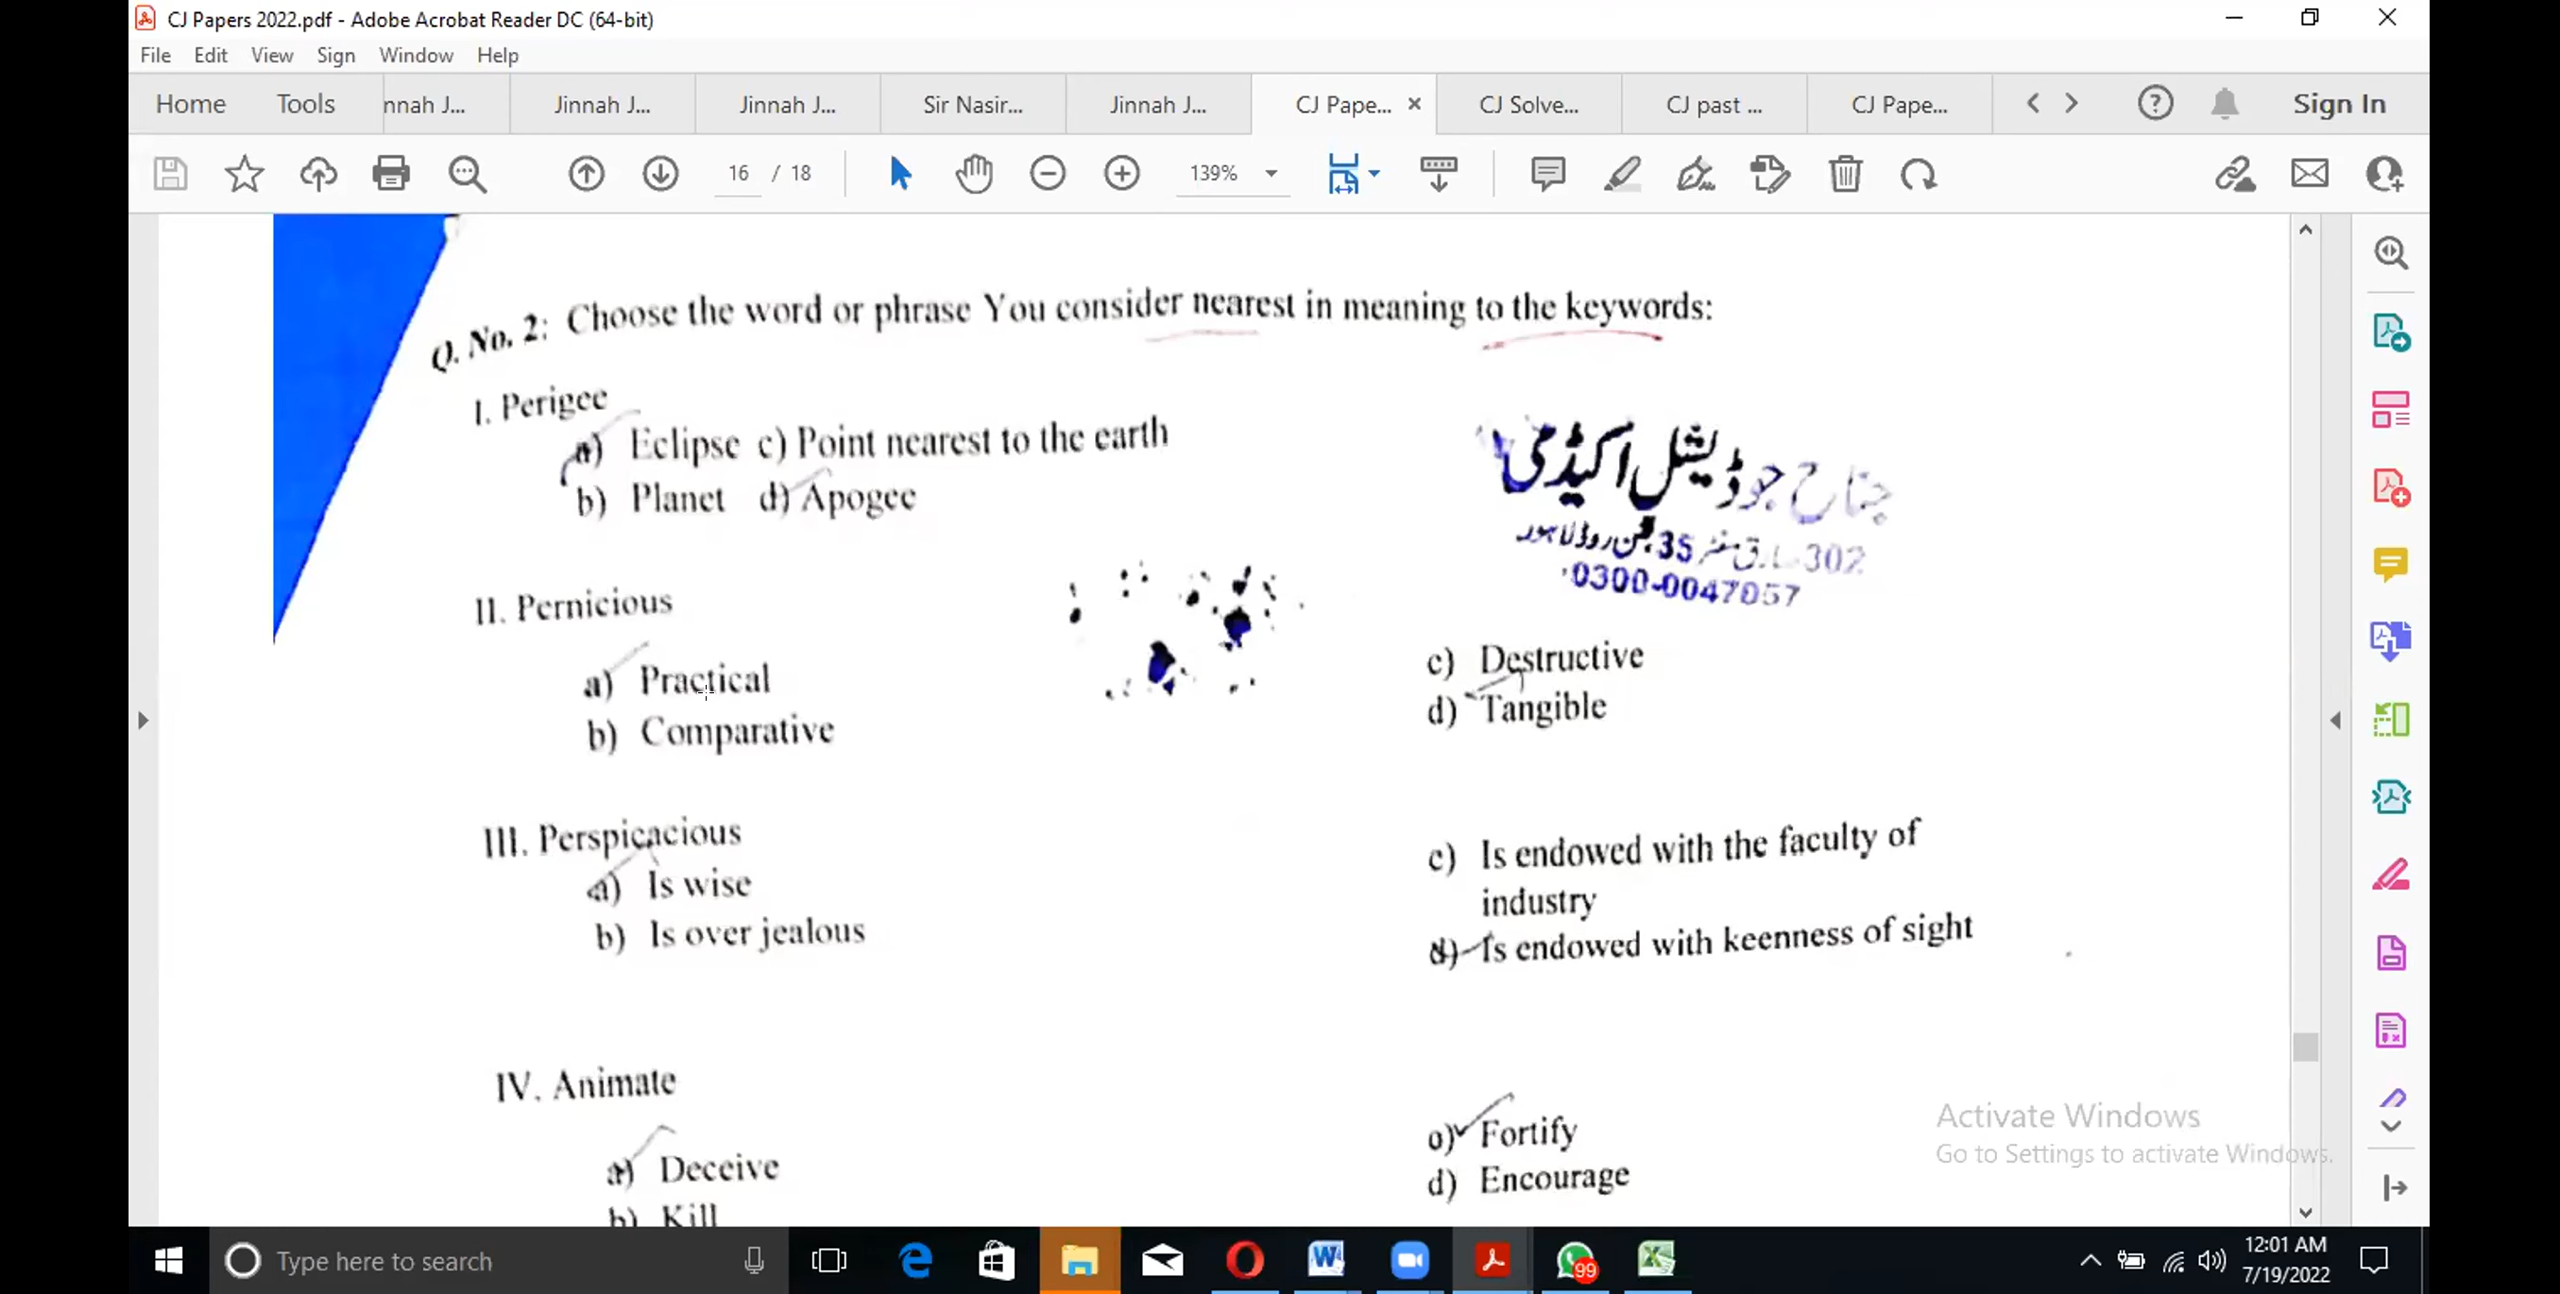 CJ Papers 2022.pdf - Adobe Acrobat Reader DC (64-bit)
File Edit View Sign Window Help
Home Tools nnah J... Jinnah J... Jinnah J... Sir Nasir... Jinnah J... CJ Pape... CJ Solve... CJ past ... CJ Pape... Sign In
16 / 18 139%
Q. No. 2: Choose the word or phrase You consider nearest in meaning to the keywords:
I. Perigee
a) Eclipse c) Point nearest to the earth
b) Planet d) Apogee
جناح جوڈیشل اکیڈمی
302
35
روڈ لاہور
0300-0047057
II. Pernicious
a) Practical
b) Comparative
c) Destructive
d) Tangible
III. Perspicacious
a) Is wise
b) Is over jealous
c) Is endowed with the faculty of
industry
d) Is endowed with keenness of sight
IV. Animate
a) Deceive
b) Kill
o) Fortify
d) Encourage
Activate Windows
Go to Settings to activate Windows.
Type here to search
99
12:01 AM
7/19/2022